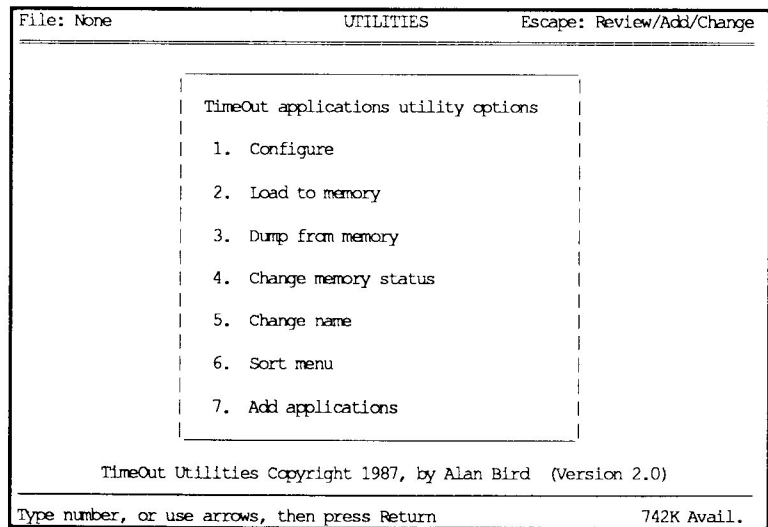 File: None UTILITIES Escape: Review/Add/Change
TimeOut applications utility options
1. Configure
2. Load to memory
3. Dump from memory
4. Change memory status
5. Change name
6. Sort menu
7. Add applications
TimeOut Utilities Copyright 1987, by Alan Bird (Version 2.0)
Type number, or use arrows, then press Return 742K Avail.